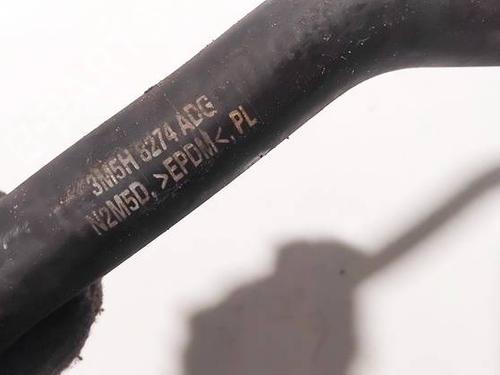 3M5H 8274 ADG
N2M5D, >EPDM<, PL